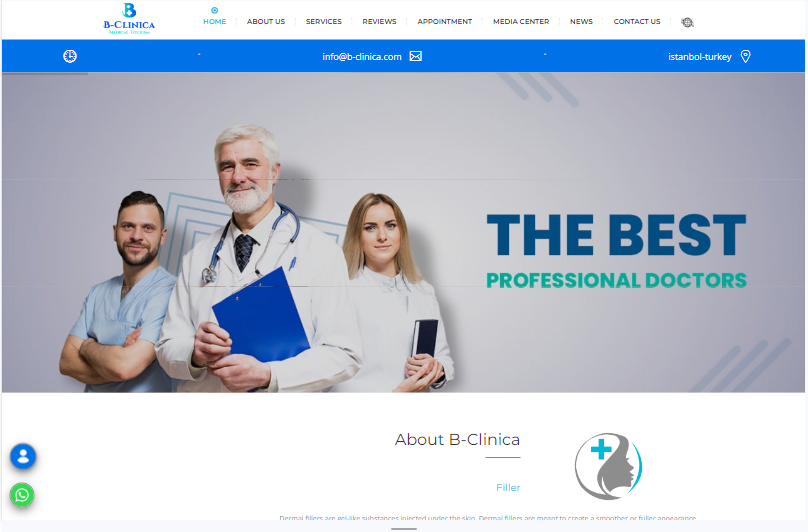 B-CLINICA
MEDICAL TOURISM
HOME ABOUT US SERVICES REVIEWS APPOINTMENT MEDIA CENTER NEWS CONTACT US
info@b-clinica.com
istanbol-turkey
THE BEST
PROFESSIONAL DOCTORS
About B-Clinica
Filler
Dermal fillers are gel-like substances injected under the skin. Dermal fillers are meant to create a smoother or fuller appearance